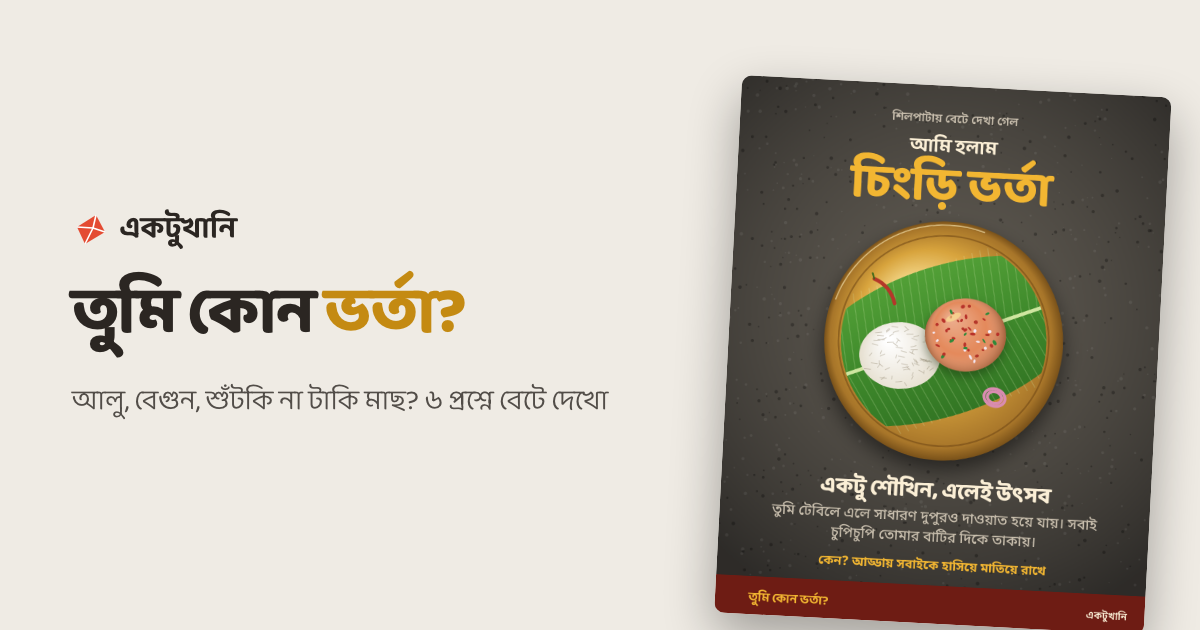 একটুখানি
তুমি কোন ভর্তা?
আলু, বেগুন, শুঁটকি না টাকি মাছ? ৬ প্রশ্নে বেটে দেখো
শিলপাটায় বেটে দেখা গেল
আমি হলাম
চিংড়ি ভর্তা
একটু শৌখিন, এলেই উৎসব
তুমি টেবিলে এলে সাধারণ দুপুরও দাওয়াত হয়ে যায়। সবাই
চুপিচুপি তোমার বাটির দিকে তাকায়।
কেন? আড্ডায় সবাইকে হাসিয়ে মাতিয়ে রাখে
তুমি কোন ভর্তা?
একটুখানি